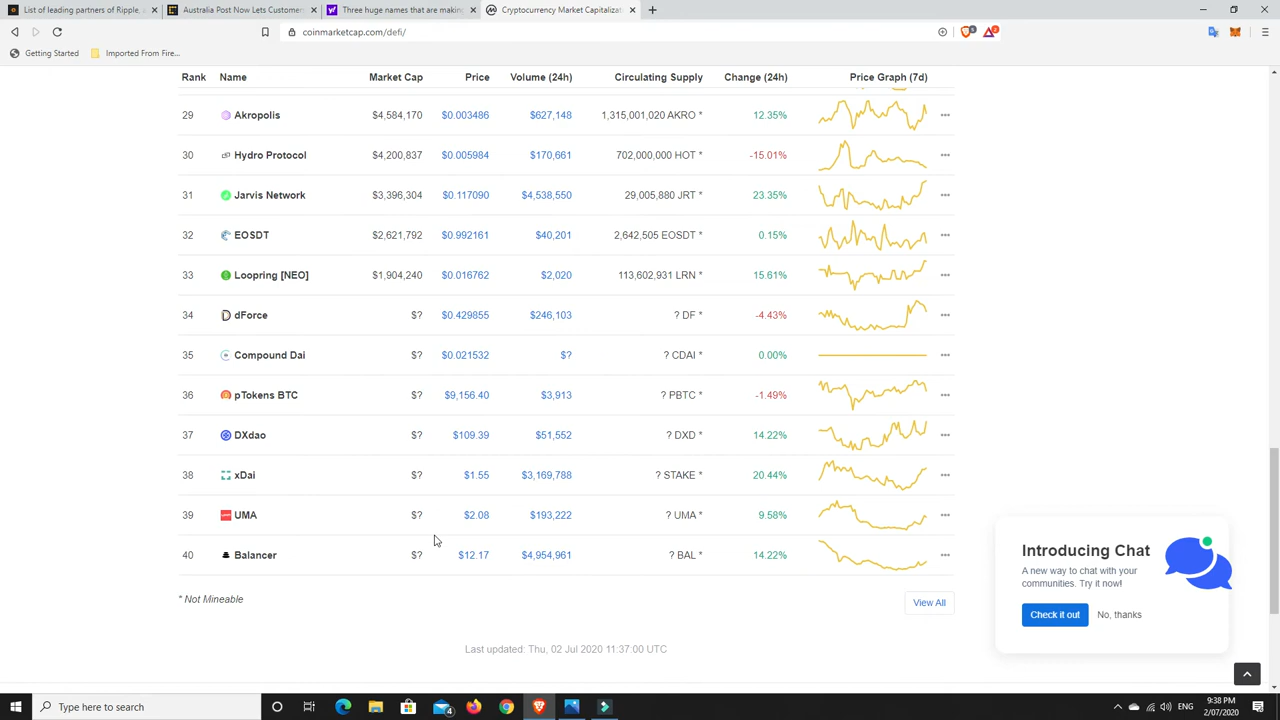 List of leading partners of Ripple,
Australia Post Now Lets Customer:
Three huge names that are making
Cryptocurrency Market Capitalizat
coinmarketcap.com/defi/
Getting Started
Imported From Fire...
Rank Name Market Cap Price Volume (24h) Circulating Supply Change (24h) Price Graph (7d)
29 Akropolis $4,584,170 $0.003486 $627,148 1,315,001,020 AKRO * 12.35%
30 Hydro Protocol $4,200,837 $0.005984 $170,661 702,000,000 HOT * -15.01%
31 Jarvis Network $3,396,304 $0.117090 $4,538,550 29,005,880 JRT * 23.35%
32 EOSDT $2,621,792 $0.992161 $40,201 2,642,505 EOSDT * 0.15%
33 Loopring [NEO] $1,904,240 $0.016762 $2,020 113,602,931 LRN * 15.61%
34 dForce $? $0.429855 $246,103 ? DF * -4.43%
35 Compound Dai $? $0.021532 $? ? CDAI * 0.00%
36 pTokens BTC $? $9,156.40 $3,913 ? PBTC * -1.49%
37 DXdao $? $109.39 $51,552 ? DXD * 14.22%
38 xDai $? $1.55 $3,169,788 ? STAKE * 20.44%
39 UMA $? $2.08 $193,222 ? UMA * 9.58%
40 Balancer $? $12.17 $4,954,961 ? BAL * 14.22%
* Not Mineable
View All
Last updated: Thu, 02 Jul 2020 11:37:00 UTC
Introducing Chat
A new way to chat with your
communities. Try it now!
Check it out
No, thanks
Type here to search
4
ENG
9:38 PM
2/07/2020